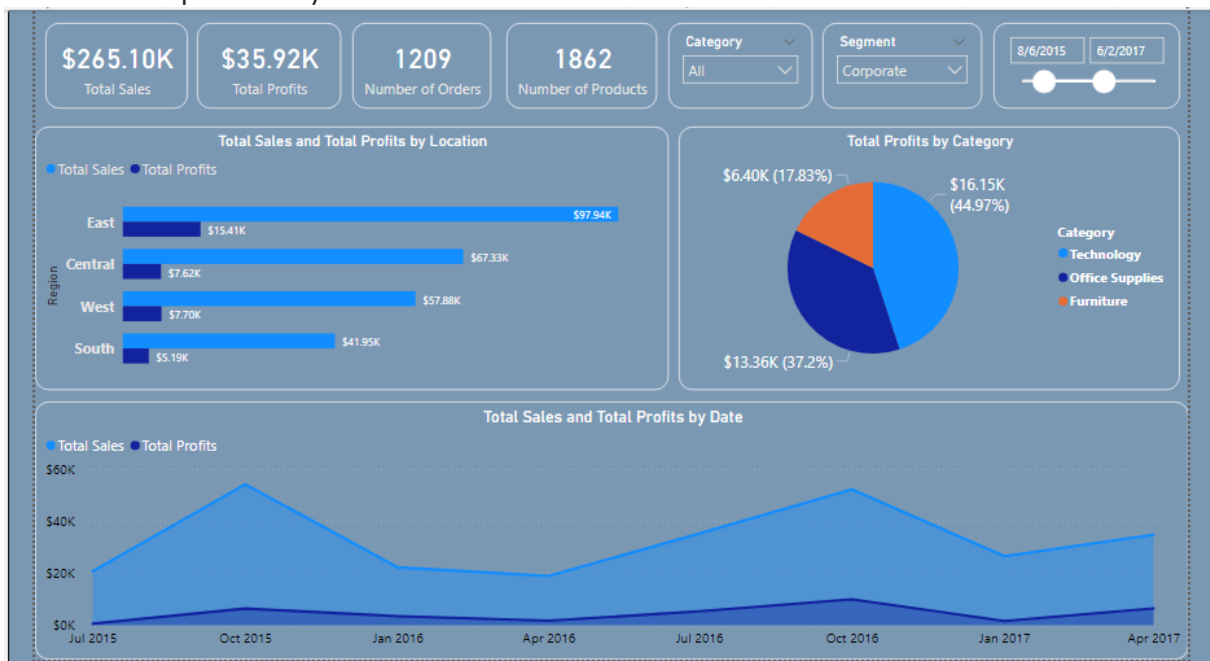 $265.10K
Total Sales
$35.92K
Total Profits
1209
Number of Orders
1862
Number of Products
Category
All
Segment
Corporate
8/6/2015
6/2/2017
Total Sales and Total Profits by Location
Total Sales
Total Profits
Region
East
$97.94K
$15.41K
Central
$67.33K
$7.62K
West
$57.88K
$7.70K
South
$41.95K
$5.19K
Total Profits by Category
$6.40K (17.83%)
$16.15K
(44.97%)
$13.36K (37.2%)
Category
Technology
Office Supplies
Furniture
Total Sales and Total Profits by Date
Total Sales
Total Profits
$60K
$40K
$20K
$0K
Jul 2015
Oct 2015
Jan 2016
Apr 2016
Jul 2016
Oct 2016
Jan 2017
Apr 2017